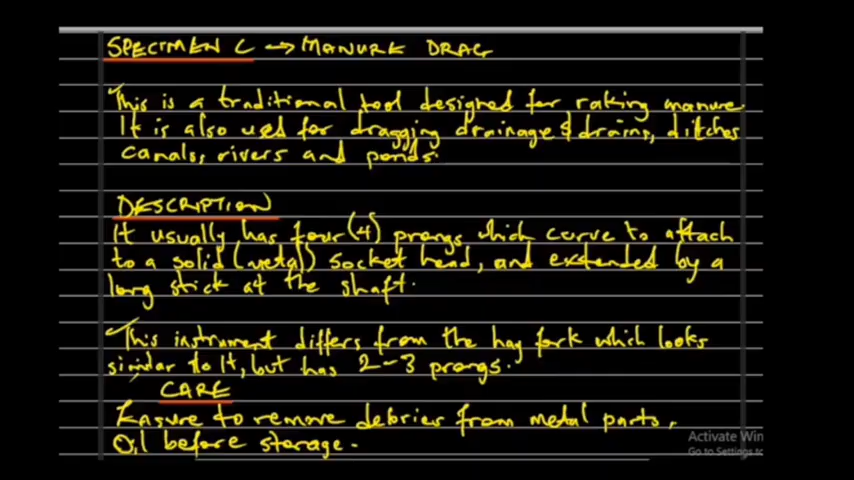 SPECIMEN C → MANURE DRAG
This is a traditional tool designed for raking manure
It is also used for dragging drainage & drains, ditches
canals, rivers and ponds.
DESCRIPTION
It usually has four (4) prongs which curve to attach
to a solid (metal) socket head, and extended by a
long stick at the shaft.
This instrument differs from the hay fork which looks
similar to It, but has 2-3 prongs.
CARE
Ensure to remove debries from metal parts.
Oil before storage.
Activate Win
Go to Settings to